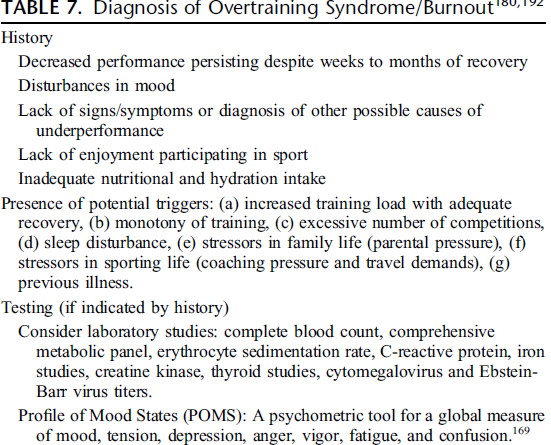 TABLE 7. Diagnosis of Overtraining Syndrome/Burnout180,192
History
Decreased performance persisting despite weeks to months of recovery
Disturbances in mood
Lack of signs/symptoms or diagnosis of other possible causes of
underperformance
Lack of enjoyment participating in sport
Inadequate nutritional and hydration intake
Presence of potential triggers: (a) increased training load with adequate
recovery, (b) monotony of training, (c) excessive number of competitions,
(d) sleep disturbance, (e) stressors in family life (parental pressure), (f)
stressors in sporting life (coaching pressure and travel demands), (g)
previous illness.
Testing (if indicated by history)
Consider laboratory studies: complete blood count, comprehensive
metabolic panel, erythrocyte sedimentation rate, C-reactive protein, iron
studies, creatine kinase, thyroid studies, cytomegalovirus and Ebstein-
Barr virus titers.
Profile of Mood States (POMS): A psychometric tool for a global measure
of mood, tension, depression, anger, vigor, fatigue, and confusion.169